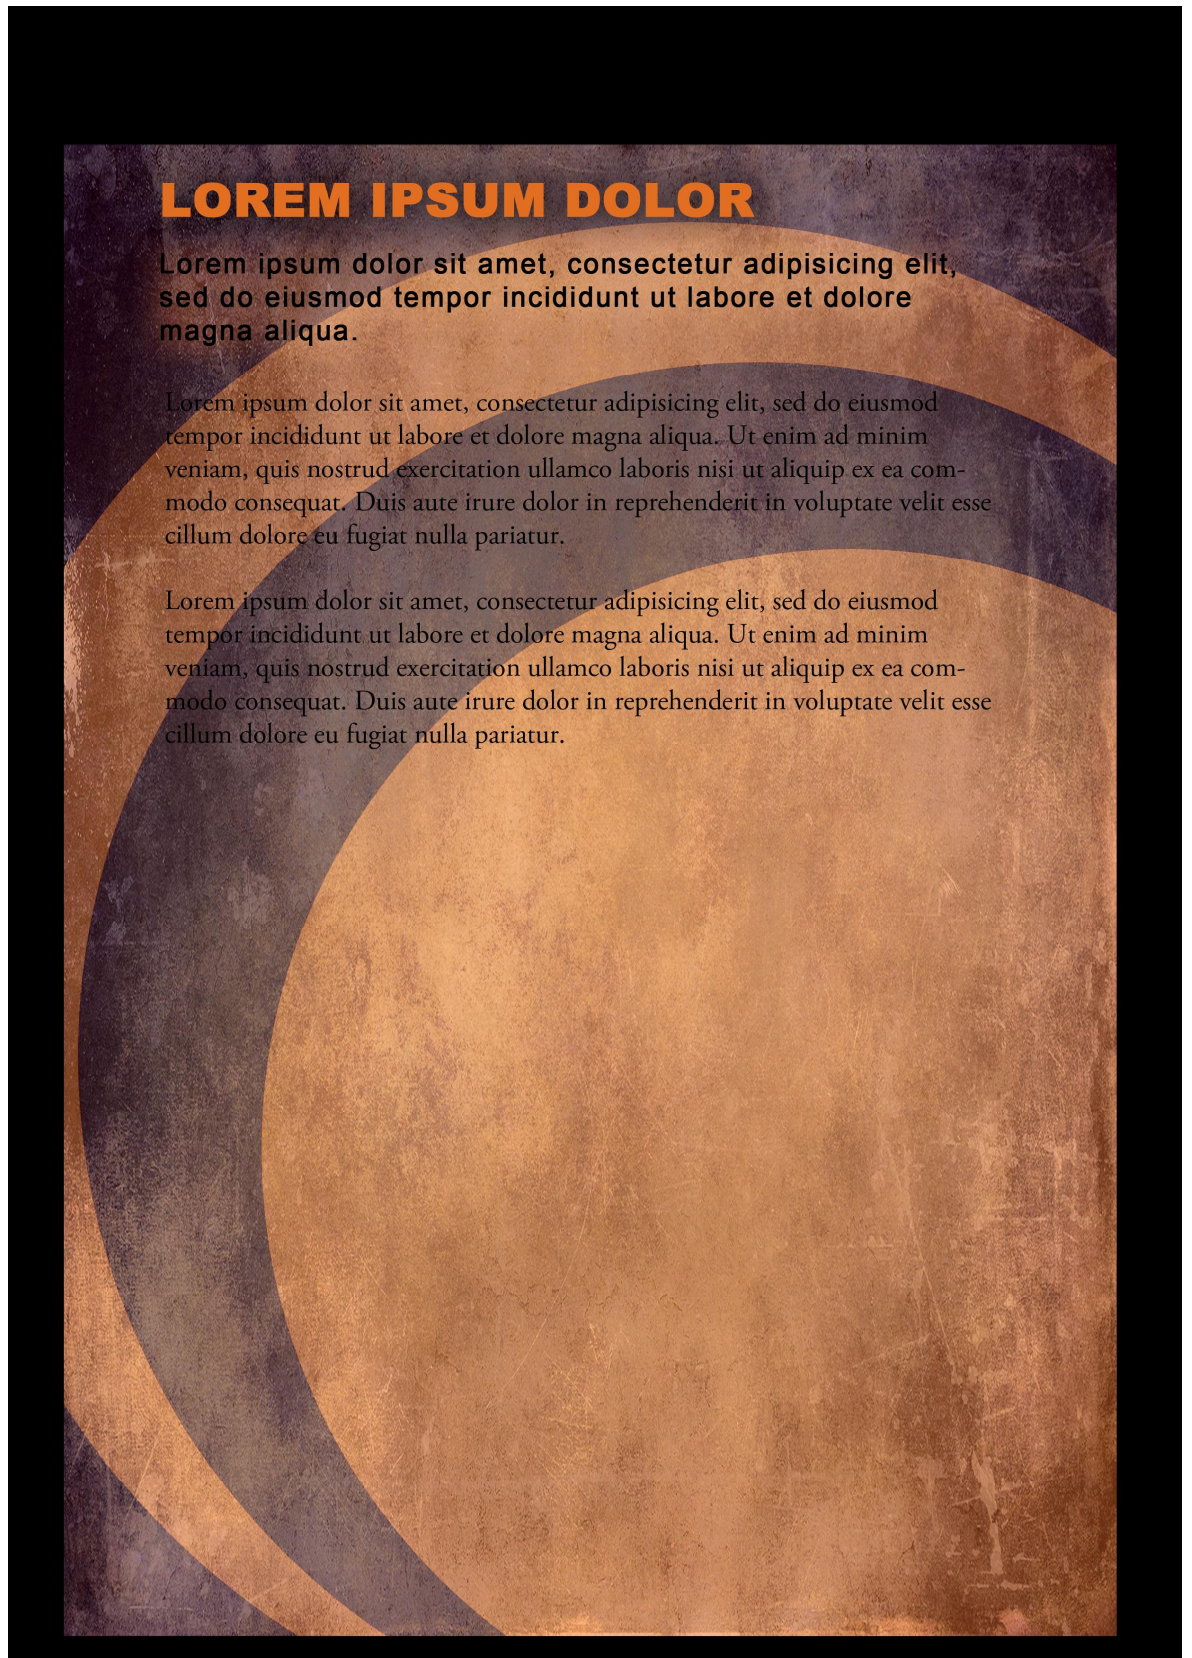 LOREM IPSUM DOLOR
Lorem ipsum dolor sit amet, consectetur adipisicing elit,
sed do eiusmod tempor incididunt ut labore et dolore
magna aliqua.
Lorem ipsum dolor sit amet, consectetur adipisicing elit, sed do eiusmod
tempor incididunt ut labore et dolore magna aliqua. Ut enim ad minim
veniam, quis nostrud exercitation ullamco laboris nisi ut aliquip ex ea com-
modo consequat. Duis aute irure dolor in reprehenderit in voluptate velit esse
cillum dolore eu fugiat nulla pariatur.
Lorem ipsum dolor sit amet, consectetur adipisicing elit, sed do eiusmod
tempor incididunt ut labore et dolore magna aliqua. Ut enim ad minim
veniam, quis nostrud exercitation ullamco laboris nisi ut aliquip ex ea com-
modo consequat. Duis aute irure dolor in reprehenderit in voluptate velit esse
cillum dolore eu fugiat nulla pariatur.